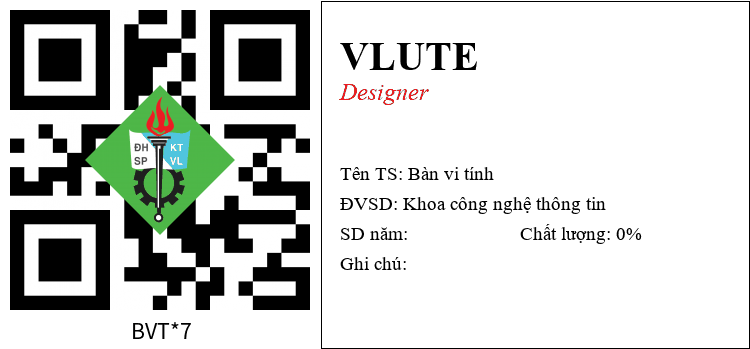 ĐH KT
SP VL
BVT*7
VLUTE
Designer
Tên TS: Bàn vi tính
ĐVSD: Khoa công nghệ thông tin
SD năm: Chất lượng: 0%
Ghi chú: